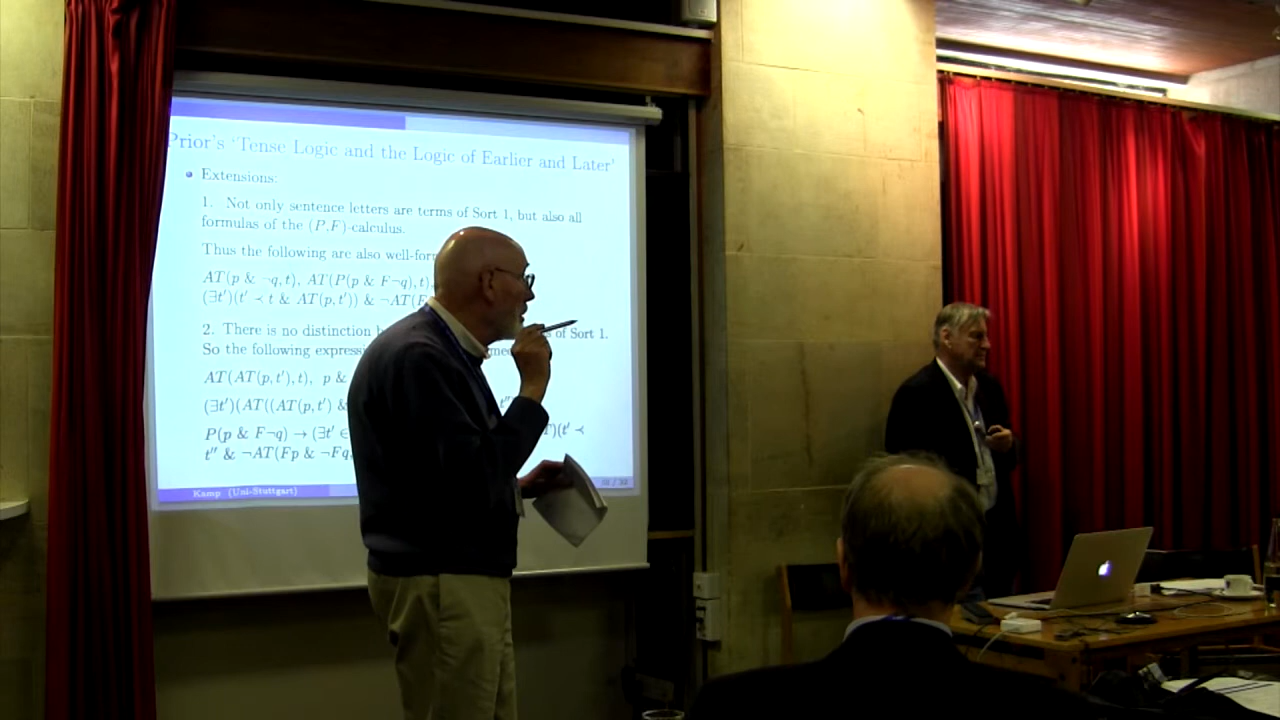 Prior's 'Tense Logic and the Logic of Earlier and Later'
Extensions:
1. Not only sentence letters are terms of Sort 1, but also all
formulas of the (P,F)-calculus.
Thus the following are also
AT(p & ¬q, t), AT(P(p & F¬q), t),
(∃t′)(t′ ≺ t & AT(p, t′)) & ¬AT(
2. There is no distinction of Sort 1.
So the following
AT(AT(p, t′), t), p &
(∃t′)(AT((AT(p, t′) &
P(p & F¬q) → (∃t′ ∈ )(t′ ≺
t″ & ¬AT(Fp & ¬Fq
Kamp (Uni-Stuttgart)